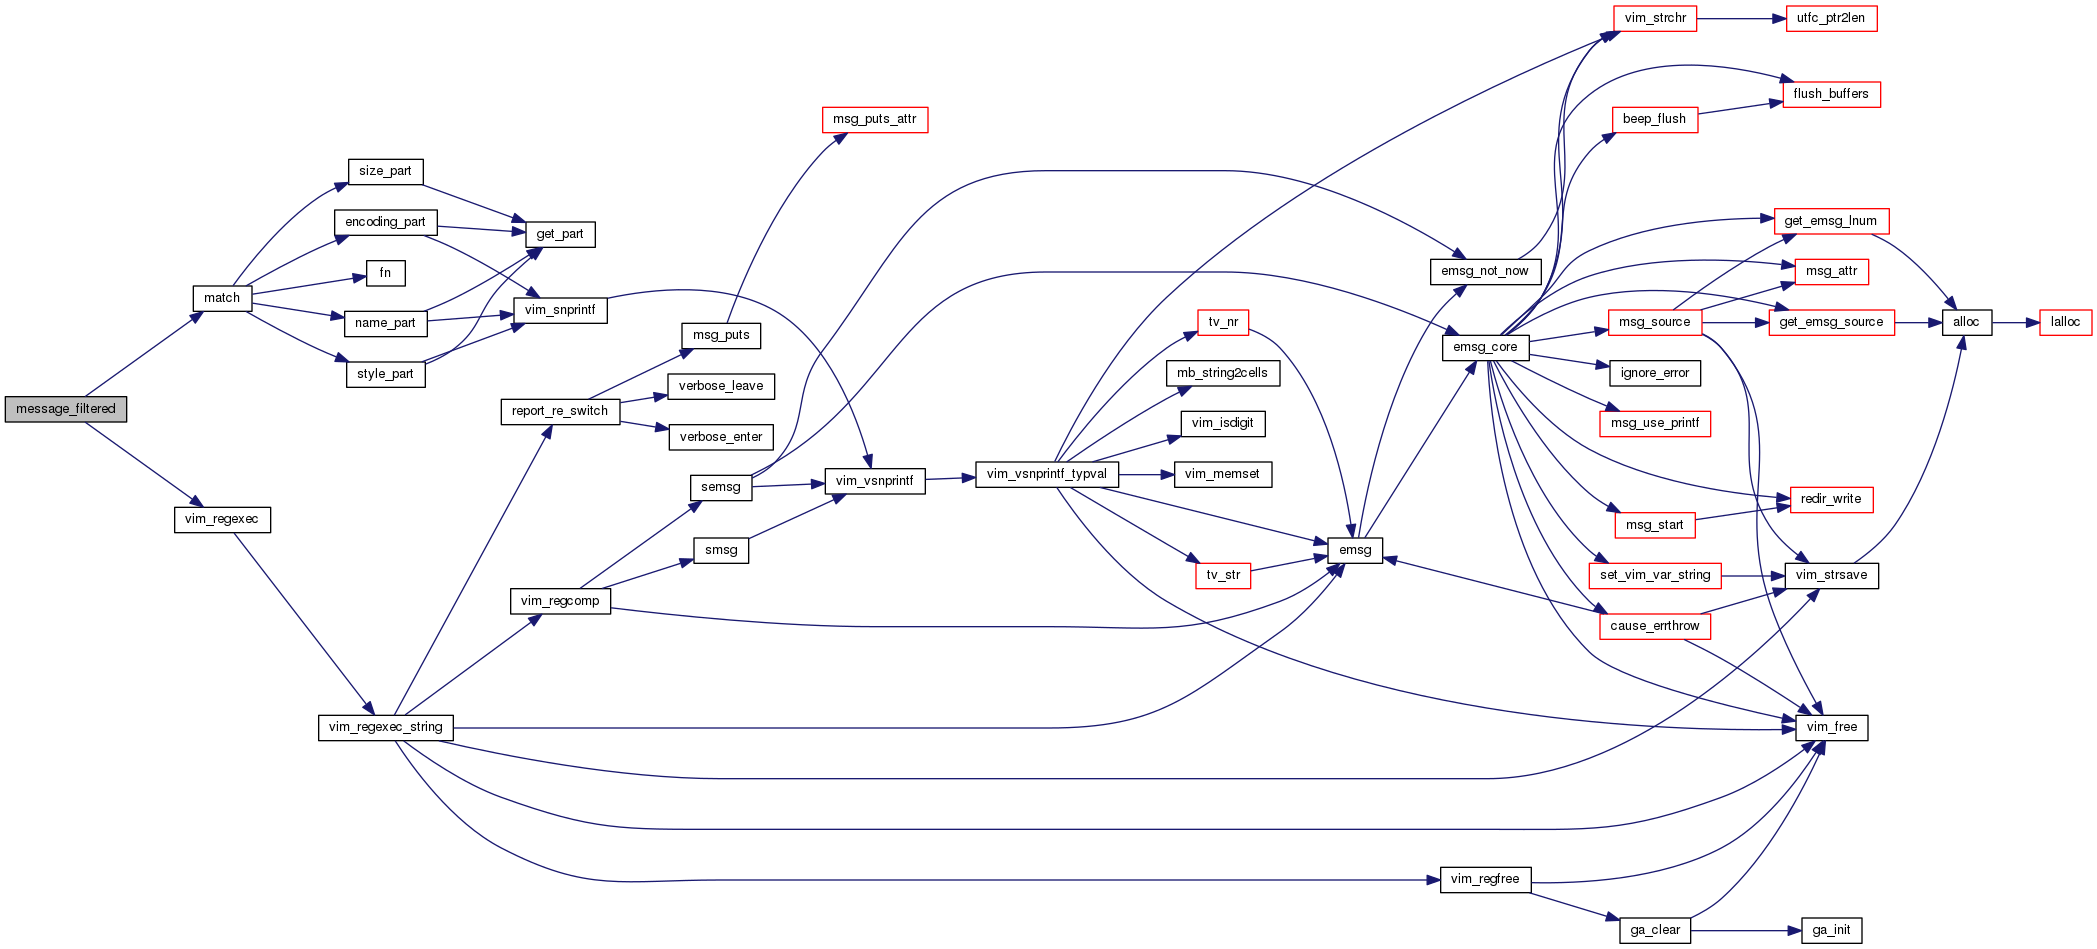 message_filtered
match
vim_regexec
size_part
encoding_part
fn
name_part
style_part
get_part
vim_snprintf
vim_regexec_string
report_re_switch
vim_regcomp
msg_puts
verbose_leave
verbose_enter
semsg
smsg
msg_puts_attr
vim_vsnprintf
vim_vsnprintf_typval
tv_nr
mb_string2cells
vim_isdigit
vim_memset
tv_str
emsg
emsg_not_now
emsg_core
vim_regfree
vim_strchr
beep_flush
msg_source
ignore_error
msg_use_printf
msg_start
set_vim_var_string
cause_errthrow
ga_clear
utfc_ptr2len
flush_buffers
get_emsg_lnum
msg_attr
get_emsg_source
redir_write
vim_strsave
vim_free
ga_init
alloc
lalloc